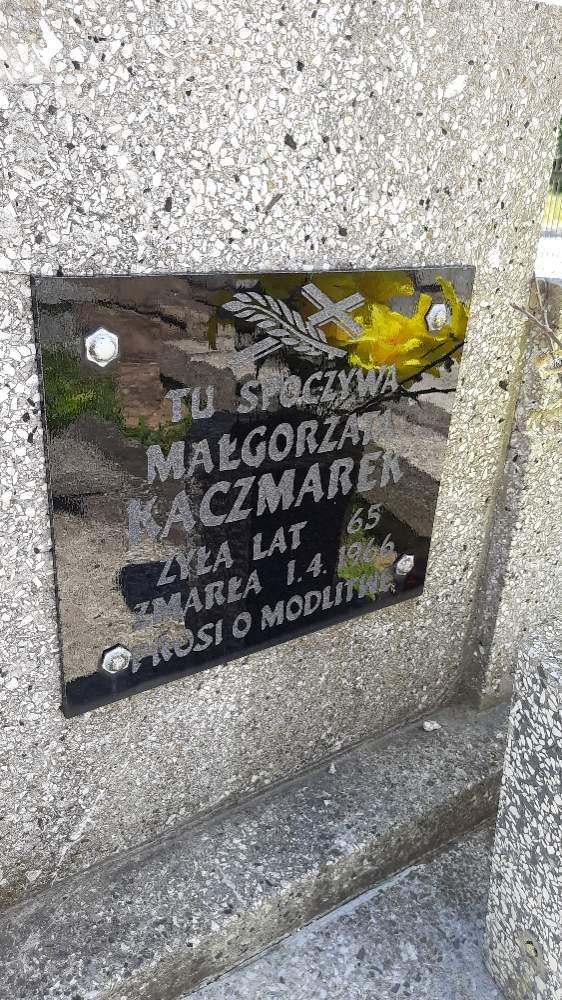 TU SPOCZYWA
MAŁGORZATA
KACZMAREK
ŻYŁA LAT 65
ZMARŁA 1.4.1966
PROSI O MODLITWĘ